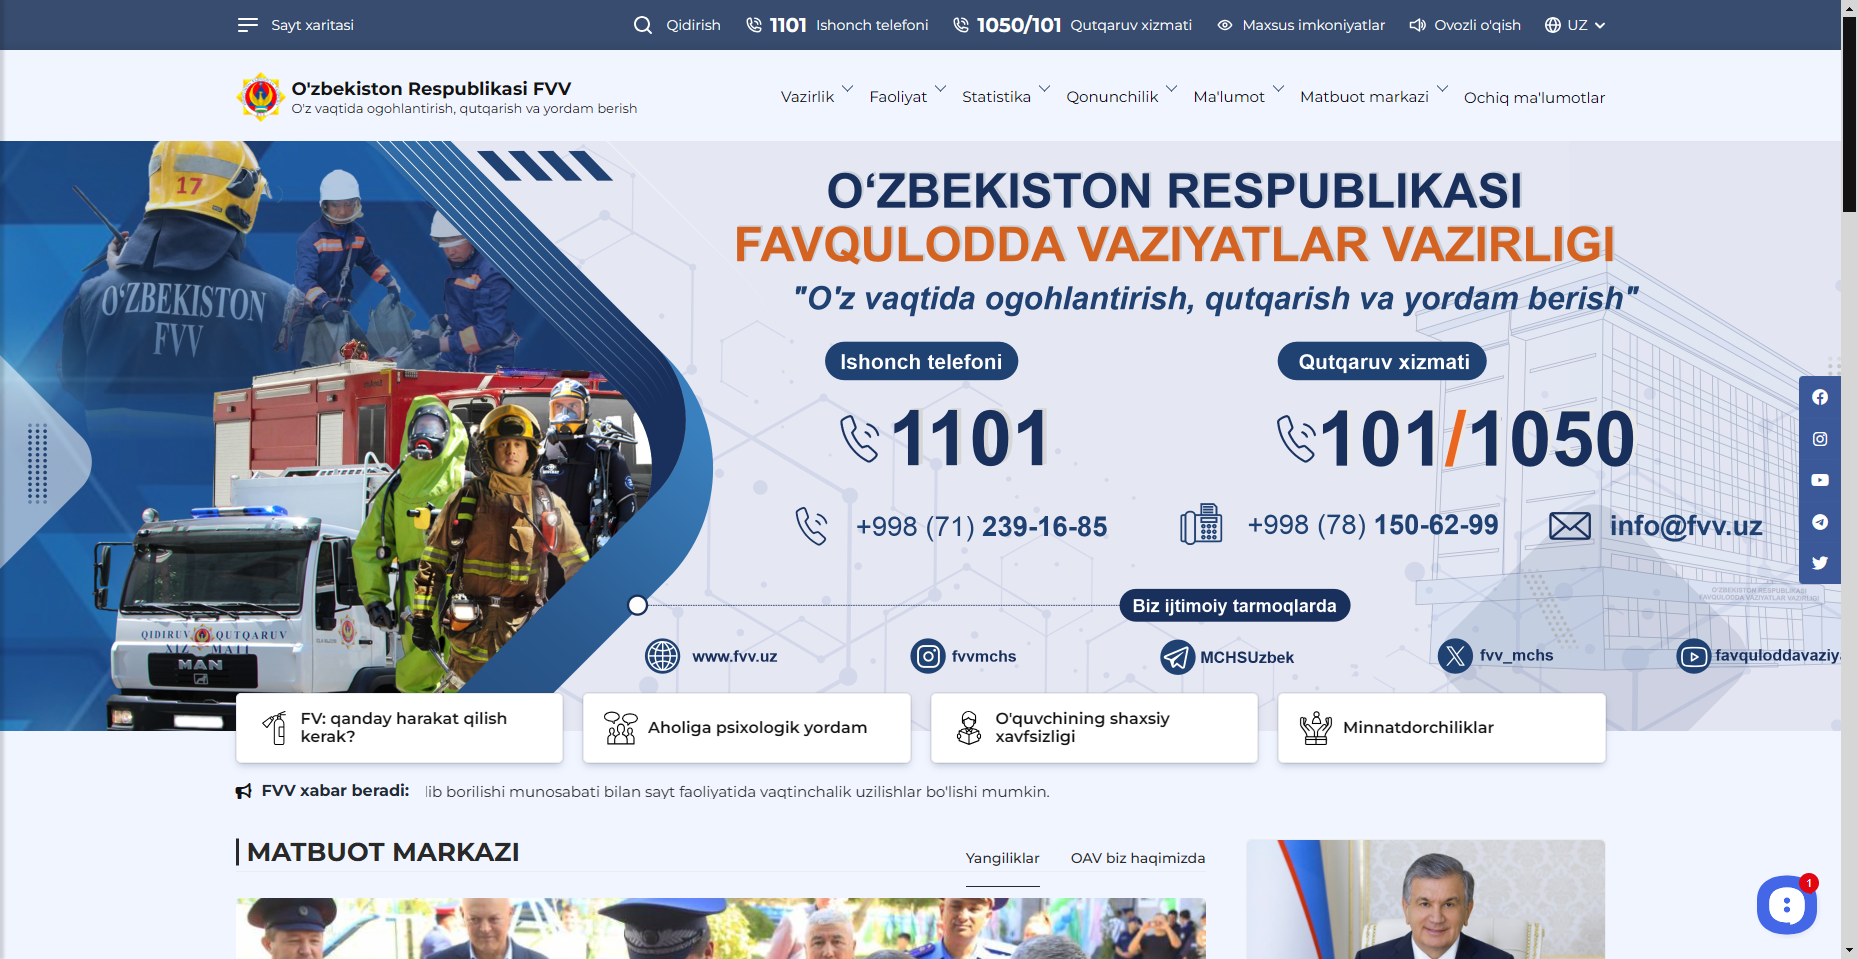 Sayt xaritasi
Qidirish
1101 Ishonch telefoni
1050/101 Qutqaruv xizmati
Maxsus imkoniyatlar
Ovozli o'qish
UZ
O'zbekiston Respublikasi FVV
O'z vaqtida ogohlantirish, qutqarish va yordam berish
Vazirlik
Faoliyat
Statistika
Qonunchilik
Ma'lumot
Matbuot markazi
Ochiq ma'lumotlar
17
O‘ZBEKISTON
FVV
O‘ZBEKISTON RESPUBLIKASI
FAVQULODDA VAZIYATLAR VAZIRLIGI
"O'z vaqtida ogohlantirish, qutqarish va yordam berish"
Ishonch telefoni
Qutqaruv xizmati
1101
101/1050
+998 (71) 239-16-85
+998 (78) 150-62-99
info@fvv.uz
O'ZBEKISTON RESPUBLIKASI
FAVQULODDA VAZIYATLAR VAZIRLIGI
Biz ijtimoiy tarmoqlarda
QIDIRUV QUTQARUV
XIZMATI
MAN
www.fvv.uz
fvvmchs
MCHSUzbek
fvv_mchs
favquloddavaziy
FV: qanday harakat qilish
kerak?
Aholiga psixologik yordam
O'quvchining shaxsiy
xavfsizligi
Minnatdorchiliklar
FVV xabar beradi:
lib borilishi munosabati bilan sayt faoliyatida vaqtinchalik uzilishlar bo'lishi mumkin.
MATBUOT MARKAZI
Yangiliklar
OAV biz haqimizda
1